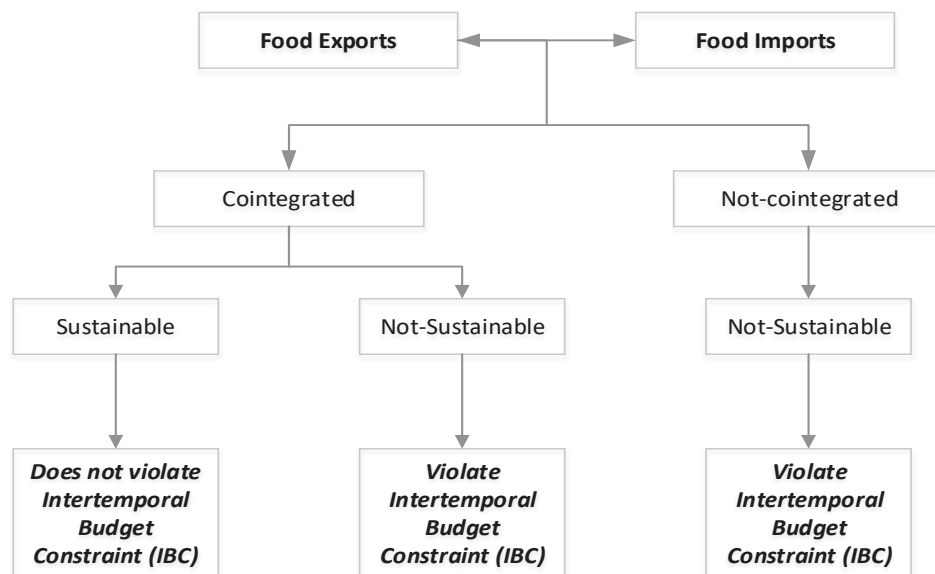 Food Exports
Food Imports
Cointegrated
Not-cointegrated
Sustainable
Not-Sustainable
Not-Sustainable
Does not violate
Intertemporal
Budget
Constraint (IBC)
Violate
Intertemporal
Budget
Constraint (IBC)
Violate
Intertemporal
Budget
Constraint (IBC)